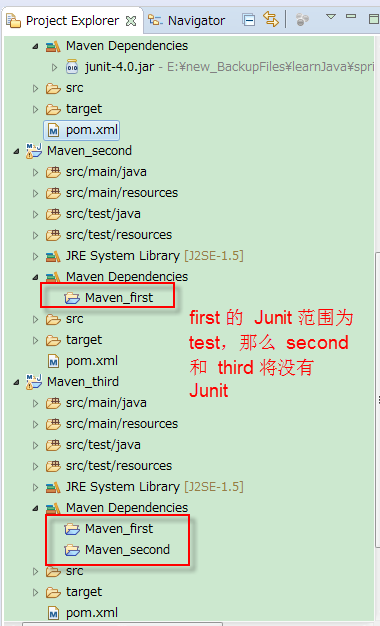 Project Explorer Navigator
Maven Dependencies
junit-4.0.jar - E:¥new_BackupFiles¥learnJava¥spri
src
target
pom.xml
Maven_second
src/main/java
src/main/resources
src/test/java
src/test/resources
JRE System Library [J2SE-1.5]
Maven Dependencies
Maven_first
src
target
pom.xml
first 的 Junit 范围为
test，那么 second
和 third 将没有
Junit
Maven_third
src/main/java
src/main/resources
src/test/java
src/test/resources
JRE System Library [J2SE-1.5]
Maven Dependencies
Maven_first
Maven_second
src
target
pom.xml